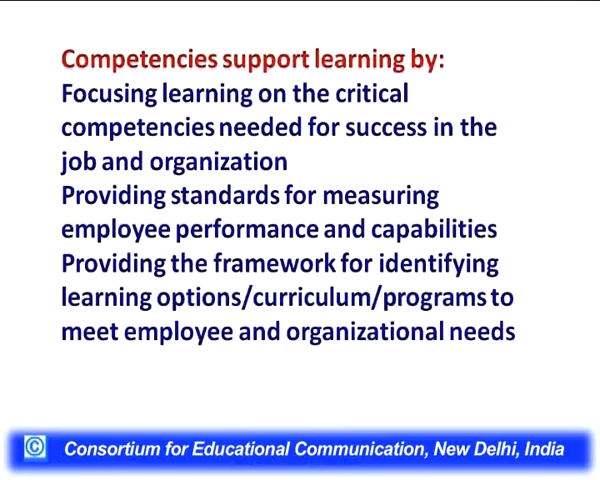 Competencies support learning by:
Focusing learning on the critical
competencies needed for success in the
job and organization
Providing standards for measuring
employee performance and capabilities
Providing the framework for identifying
learning options/curriculum/programs to
meet employee and organizational needs
© Consortium for Educational Communication, New Delhi, India